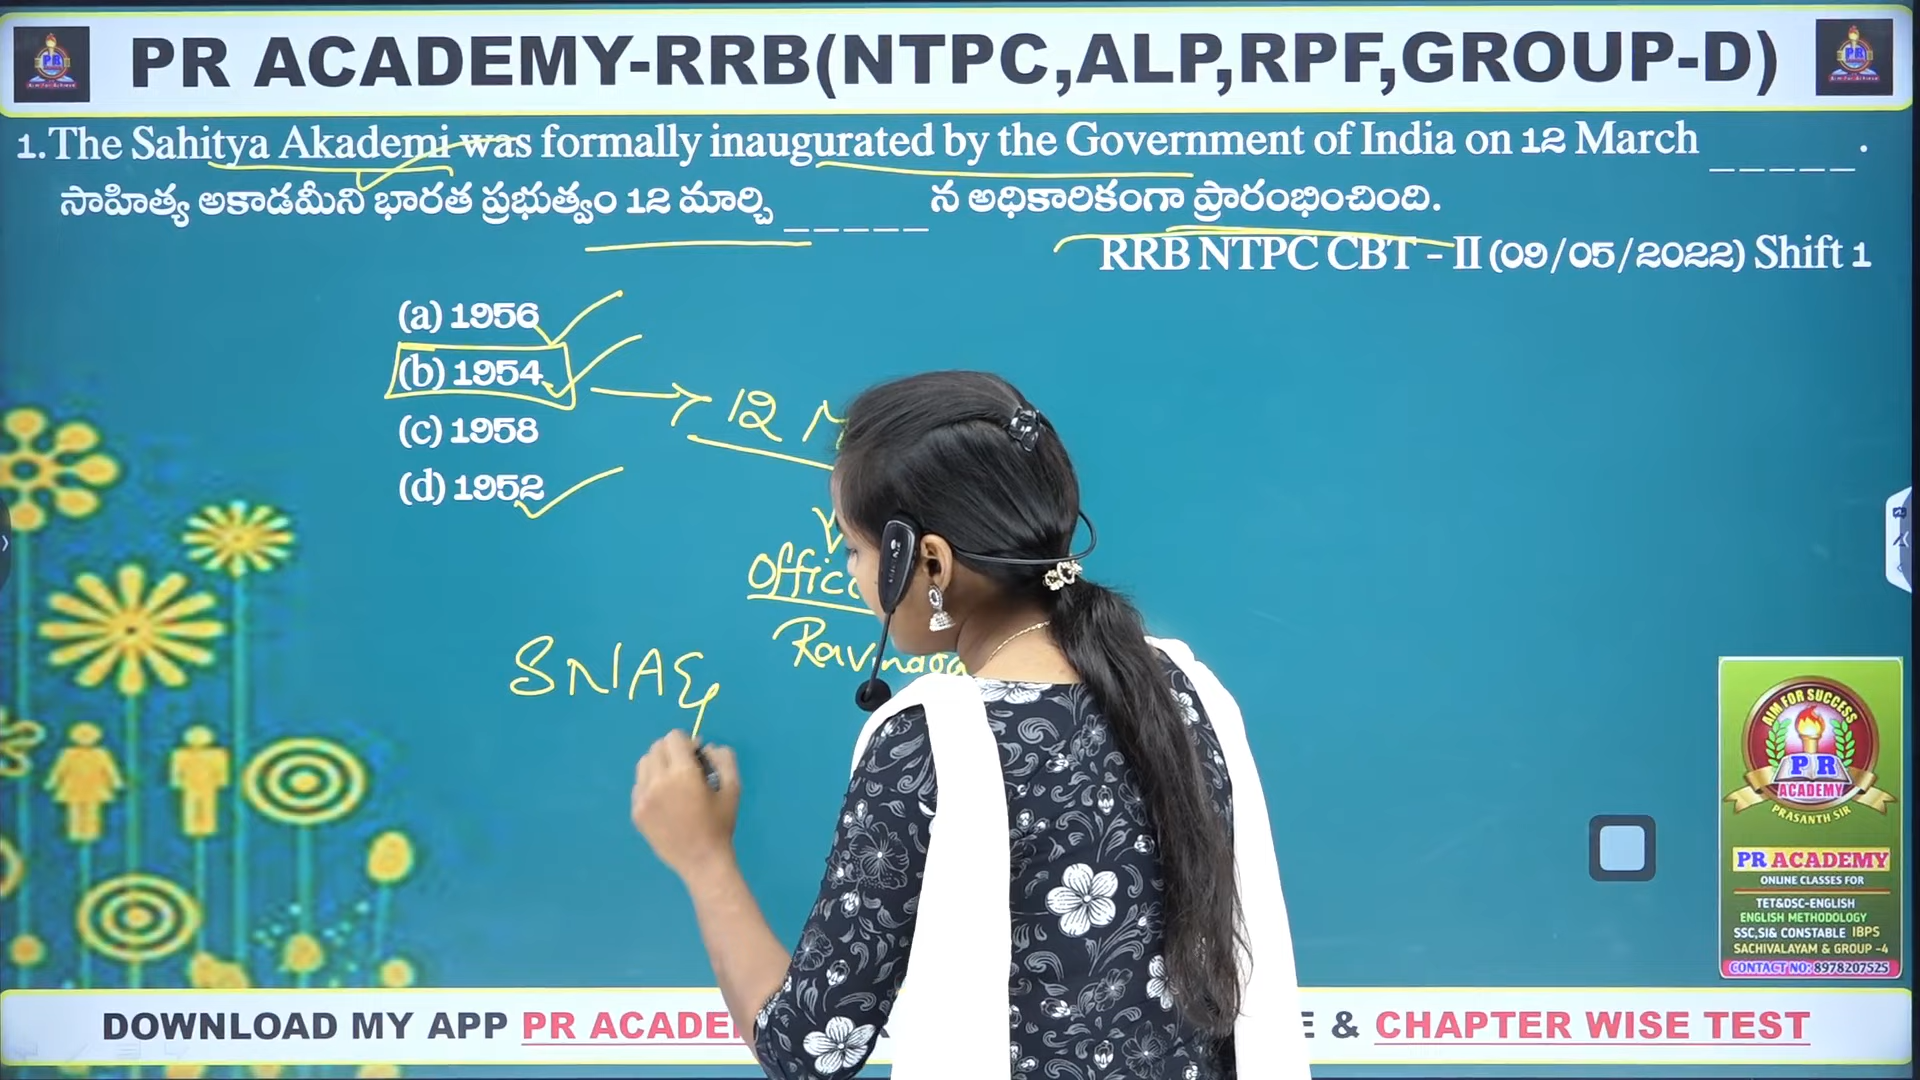 PR ACADEMY-RRB(NTPC,ALP,RPF,GROUP-D)
1.The Sahitya Akademi was formally inaugurated by the Government of India on 12 March _____.
సాహిత్య అకాడమీని భారత ప్రభుత్వం 12 మార్చి _____ న అధికారికంగా ప్రారంభించింది.
RRB NTPC CBT - II (09/05/2022) Shift 1
(a) 1956
(b) 1954
(c) 1958
(d) 1952
12 M
Offic
Ravindra
SNA
AIM FOR SUCCESS
PR
ACADEMY
PRASANTH SIR
PR ACADEMY
ONLINE CLASSES FOR
TET&DSC-ENGLISH
ENGLISH METHODOLOGY
SSC,SI& CONSTABLE IBPS
SACHIVALAYAM & GROUP -4
CONTACT NO: 8978207525
DOWNLOAD MY APP PR ACADE E & CHAPTER WISE TEST